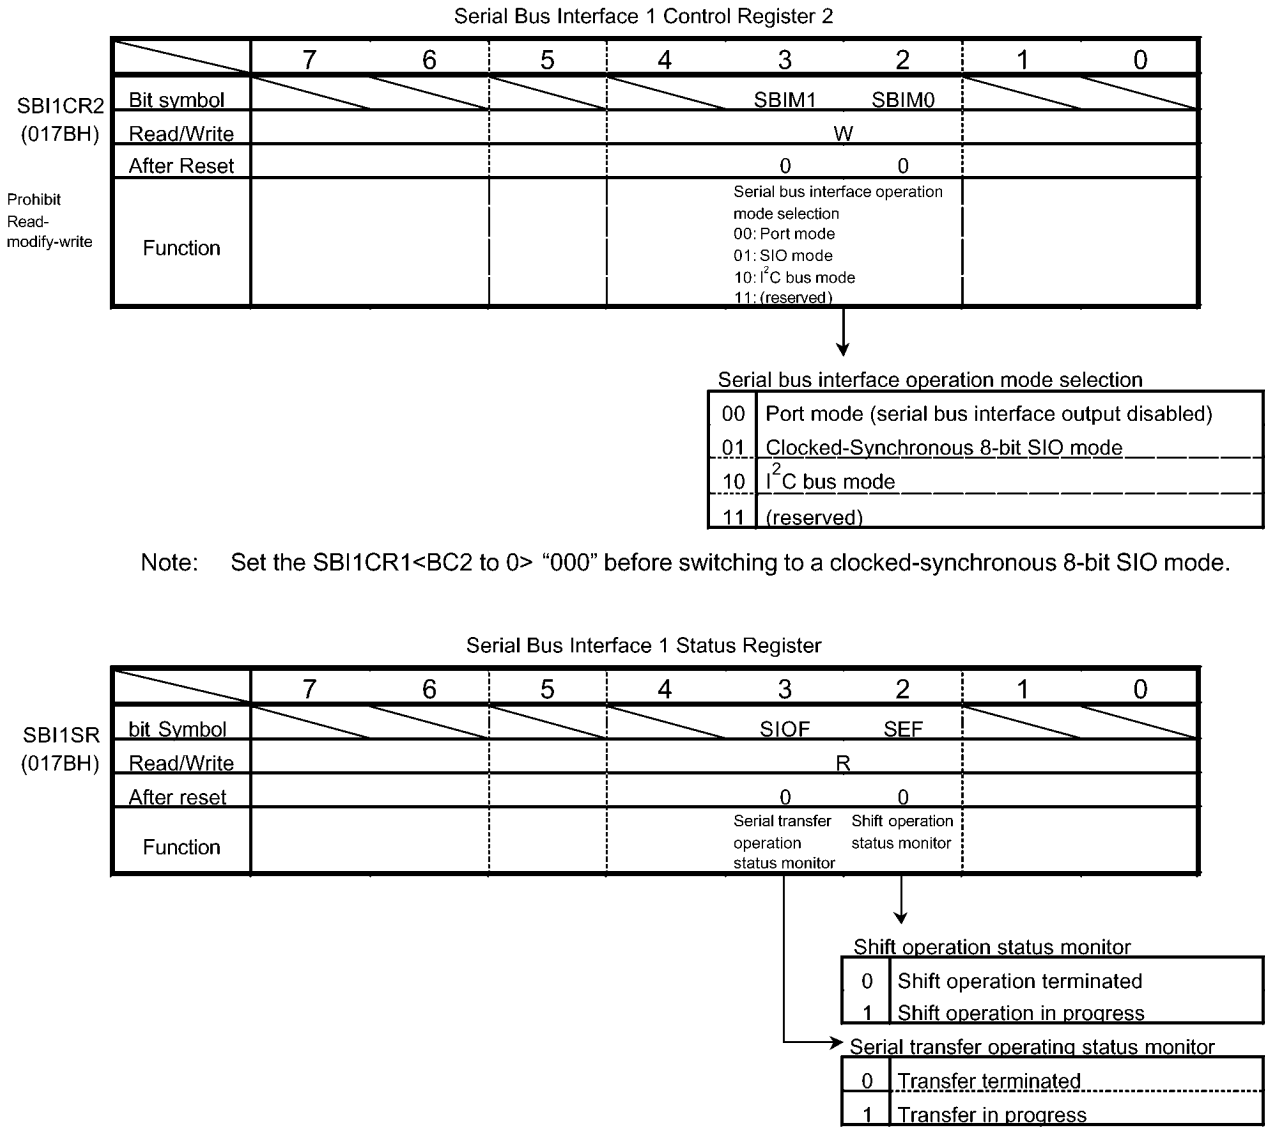 Serial Bus Interface 1 Control Register 2
7 6 5 4 3 2 1 0
SBI1CR2
(017BH)
Bit symbol SBIM1 SBIM0
Read/Write W
After Reset 0 0
Prohibit
Read-
modify-write
Function
Serial bus interface operation
mode selection
00: Port mode
01: SIO mode
10: I²C bus mode
11: (reserved)
Serial bus interface operation mode selection
00 Port mode (serial bus interface output disabled)
01 Clocked-Synchronous 8-bit SIO mode
10 I²C bus mode
11 (reserved)
Note: Set the SBI1CR1<BC2 to 0> “000” before switching to a clocked-synchronous 8-bit SIO mode.
Serial Bus Interface 1 Status Register
7 6 5 4 3 2 1 0
SBI1SR
(017BH)
bit Symbol SIOF SEF
Read/Write R
After reset 0 0
Function
Serial transfer
operation
status monitor
Shift operation
status monitor
Shift operation status monitor
0 Shift operation terminated
1 Shift operation in progress
Serial transfer operating status monitor
0 Transfer terminated
1 Transfer in progress